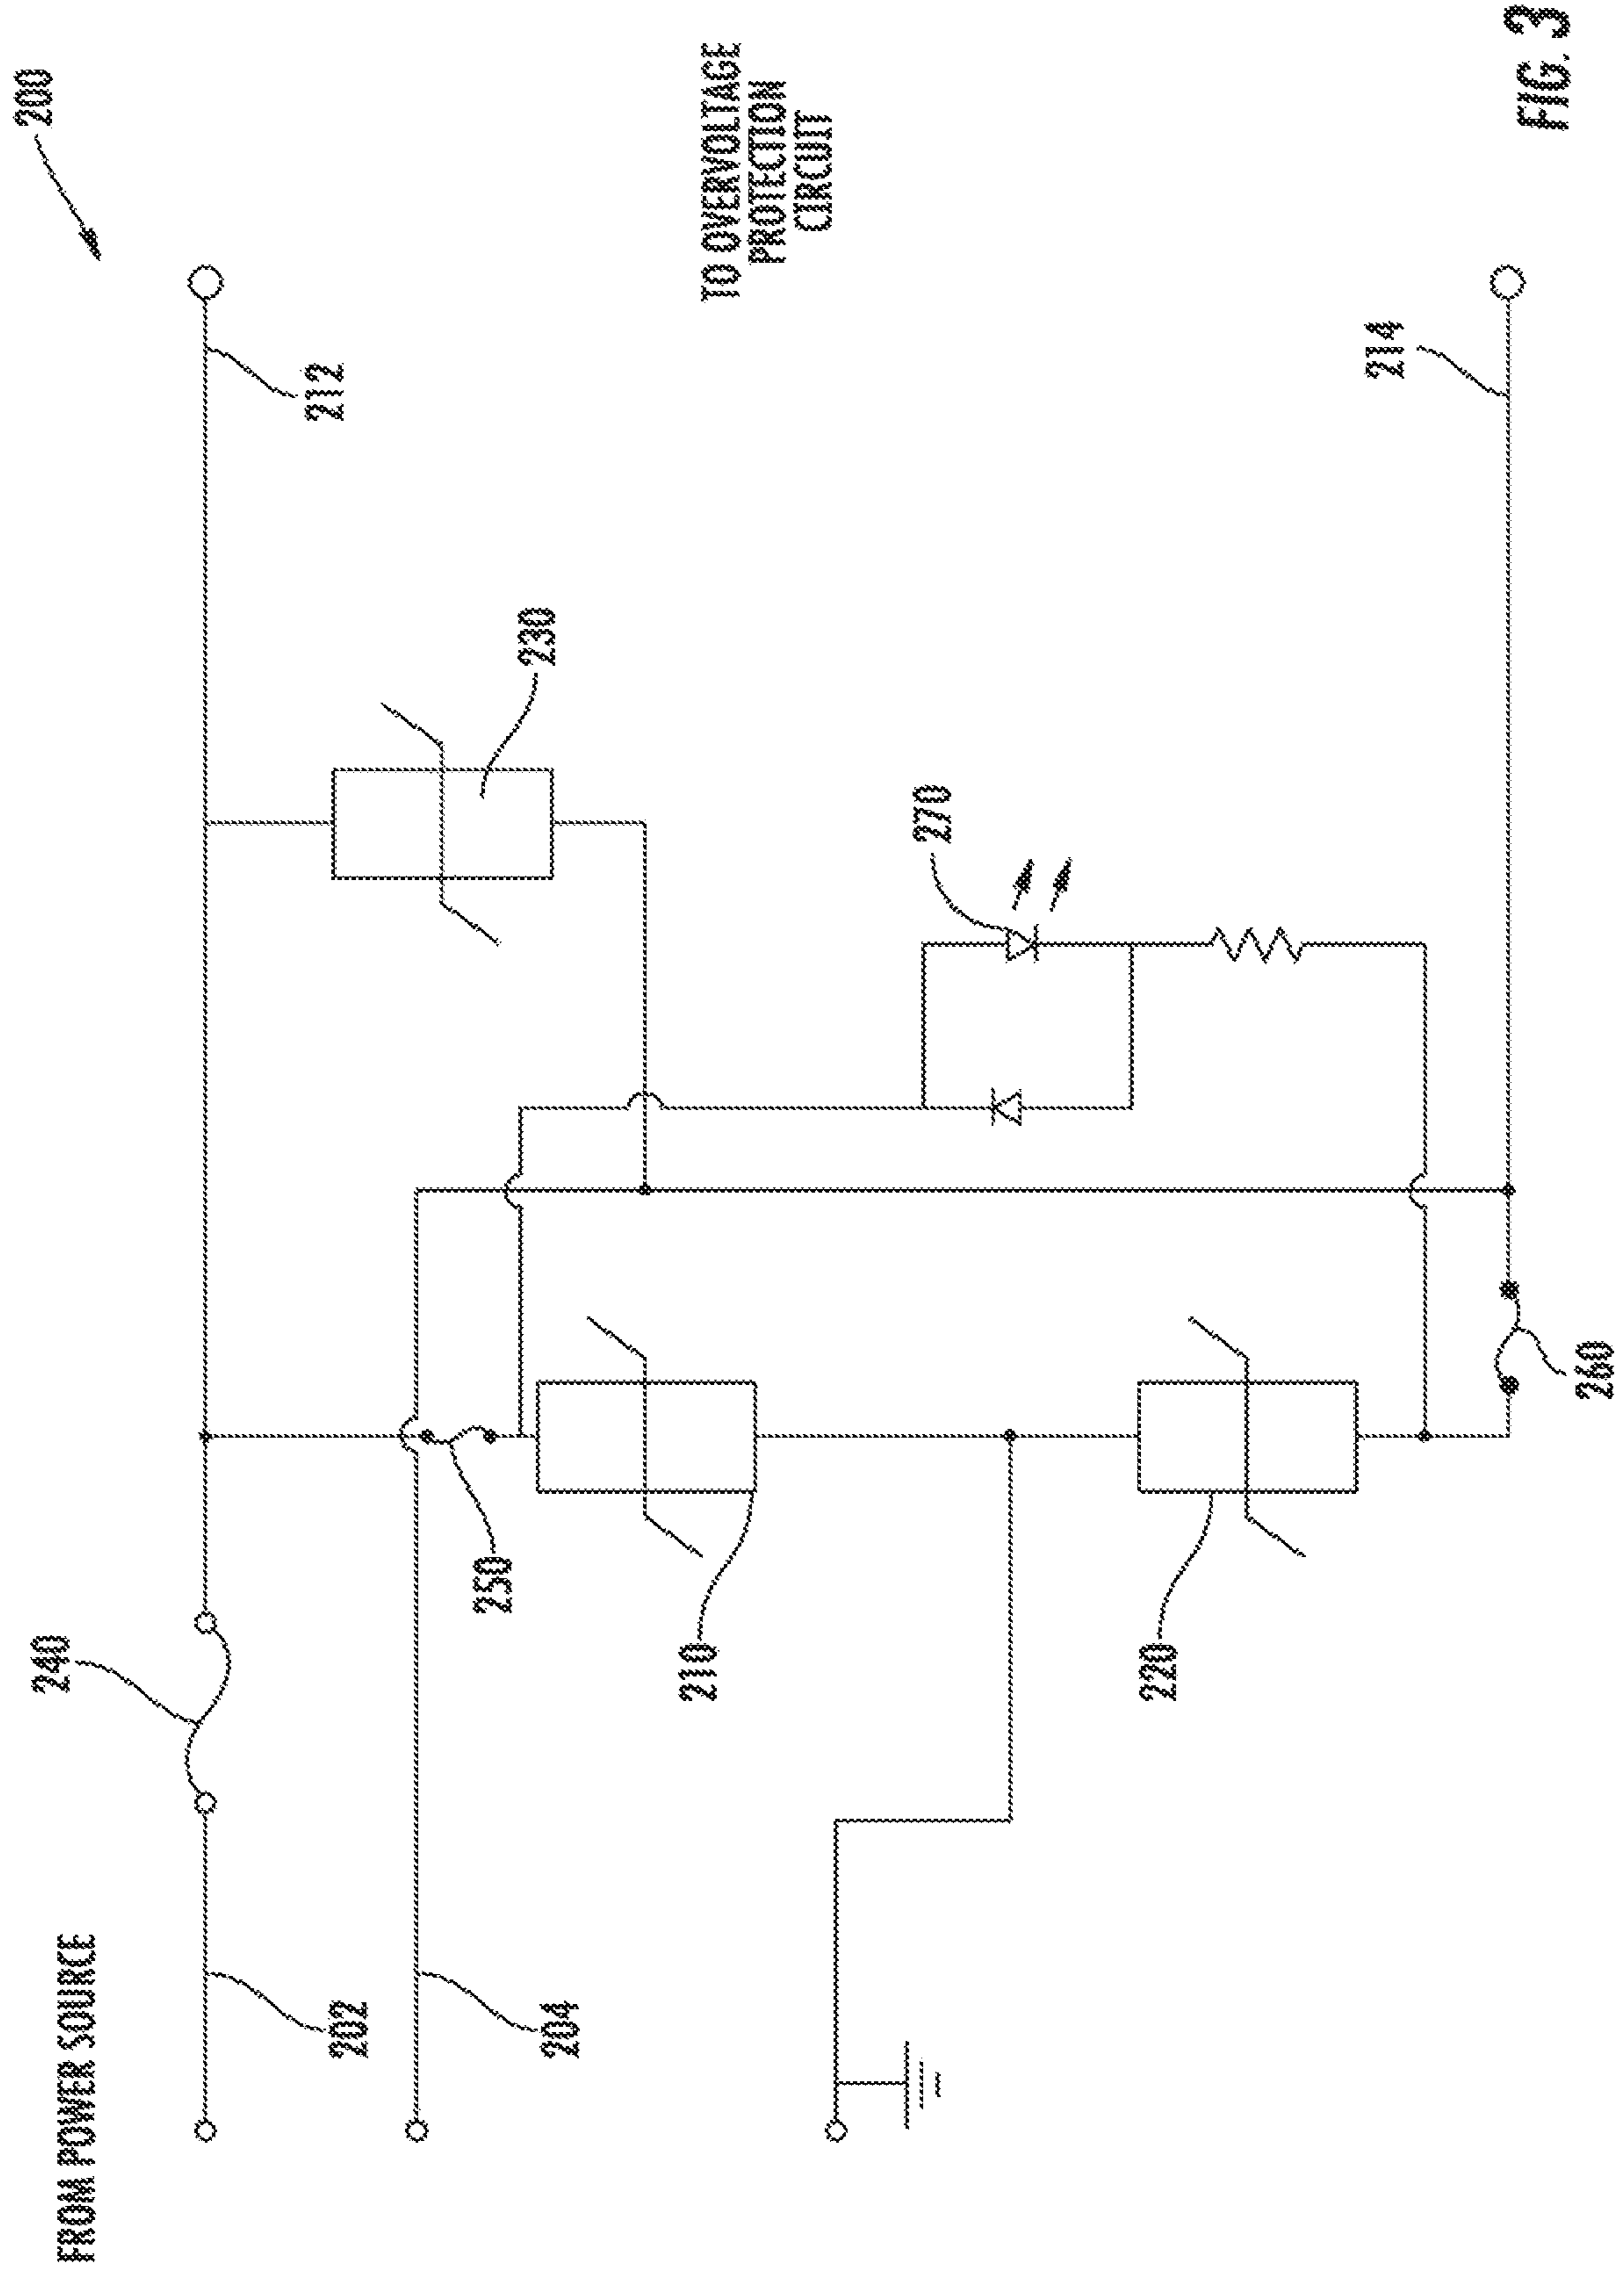 200
FROM POWER SOURCE
240
202
212
204
250
230
210
220
270
TO OVERVOLTAGE
PROTECTION
CIRCUIT
214
260
FIG. 3